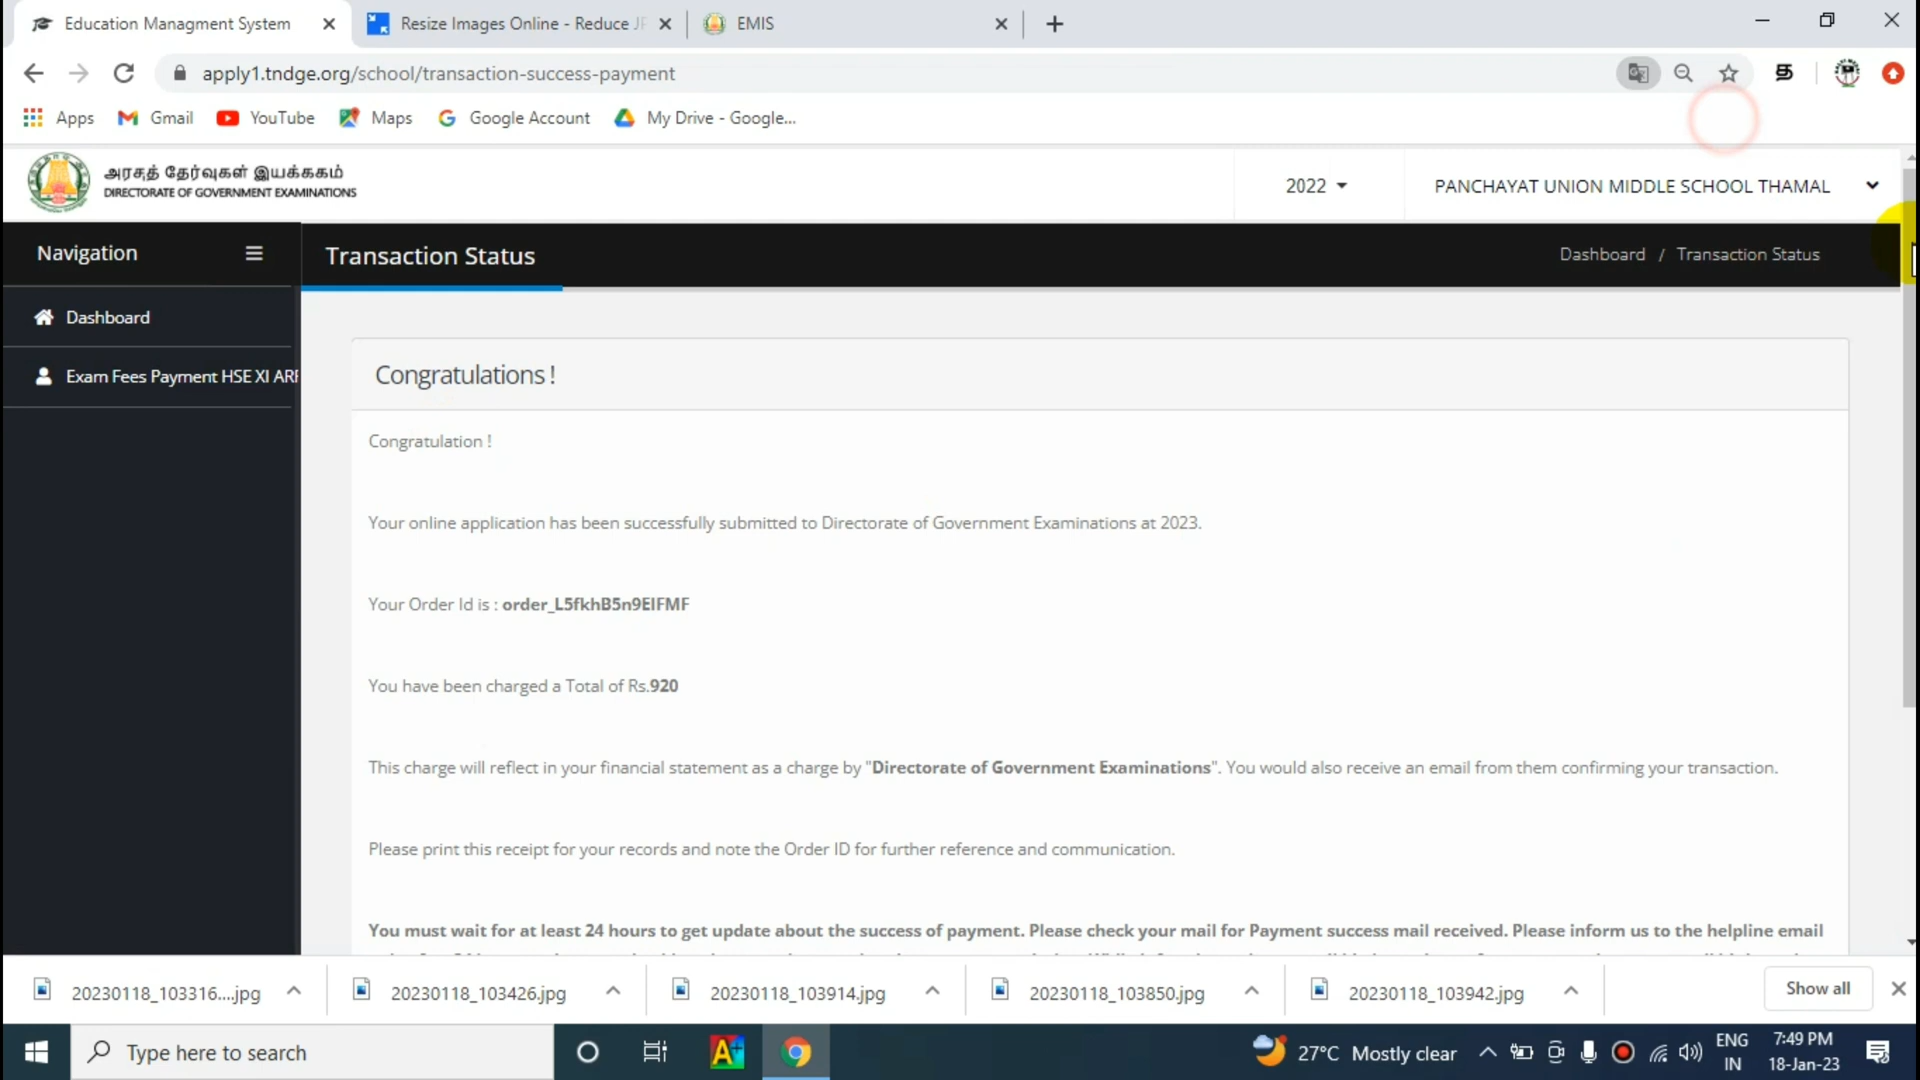 Education Managment System
Resize Images Online - Reduce JP
EMIS
apply1.tndge.org/school/transaction-success-payment
த
Apps Gmail YouTube Maps Google Account My Drive - Google...
அரசுத் தேர்வுகள் இயக்ககம்
DIRECTORATE OF GOVERNMENT EXAMINATIONS
2022
PANCHAYAT UNION MIDDLE SCHOOL THAMAL
Navigation
Transaction Status
Dashboard / Transaction Status
Dashboard
Exam Fees Payment HSE XI ARR
Congratulations !
Congratulation !
Your online application has been successfully submitted to Directorate of Government Examinations at 2023.
Your Order Id is : order_L5fkhB5n9EIFMF
You have been charged a Total of Rs.920
This charge will reflect in your financial statement as a charge by "Directorate of Government Examinations". You would also receive an email from them confirming your transaction.
Please print this receipt for your records and note the Order ID for further reference and communication.
You must wait for at least 24 hours to get update about the success of payment. Please check your mail for Payment success mail received. Please inform us to the helpline email
20230118_103316....jpg
20230118_103426.jpg
20230118_103914.jpg
20230118_103850.jpg
20230118_103942.jpg
Show all
Type here to search
A+
27°C Mostly clear
ENG
IN
7:49 PM
18-Jan-23